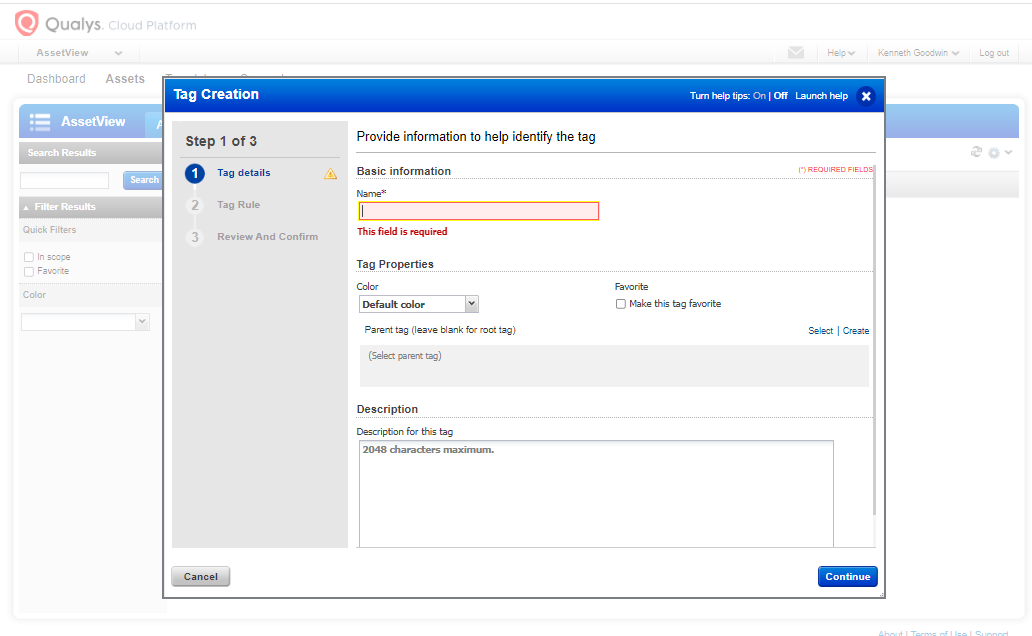 Qualys. Cloud Platform
AssetView
Help
Kenneth Goodwin
Log out
Dashboard
Assets
AssetView
Search Results
Search
Filter Results
Quick Filters
In scope
Favorite
Color
Tag Creation
Turn help tips: On | Off Launch help
Step 1 of 3
1 Tag details
2 Tag Rule
3 Review And Confirm
Provide information to help identify the tag
Basic information
(*) REQUIRED FIELDS
Name*
This field is required
Tag Properties
Color
Favorite
Default color
Make this tag favorite
Parent tag (leave blank for root tag)
Select | Create
(Select parent tag)
Description
Description for this tag
2048 characters maximum.
Cancel
Continue
About | Terms of Use | Support